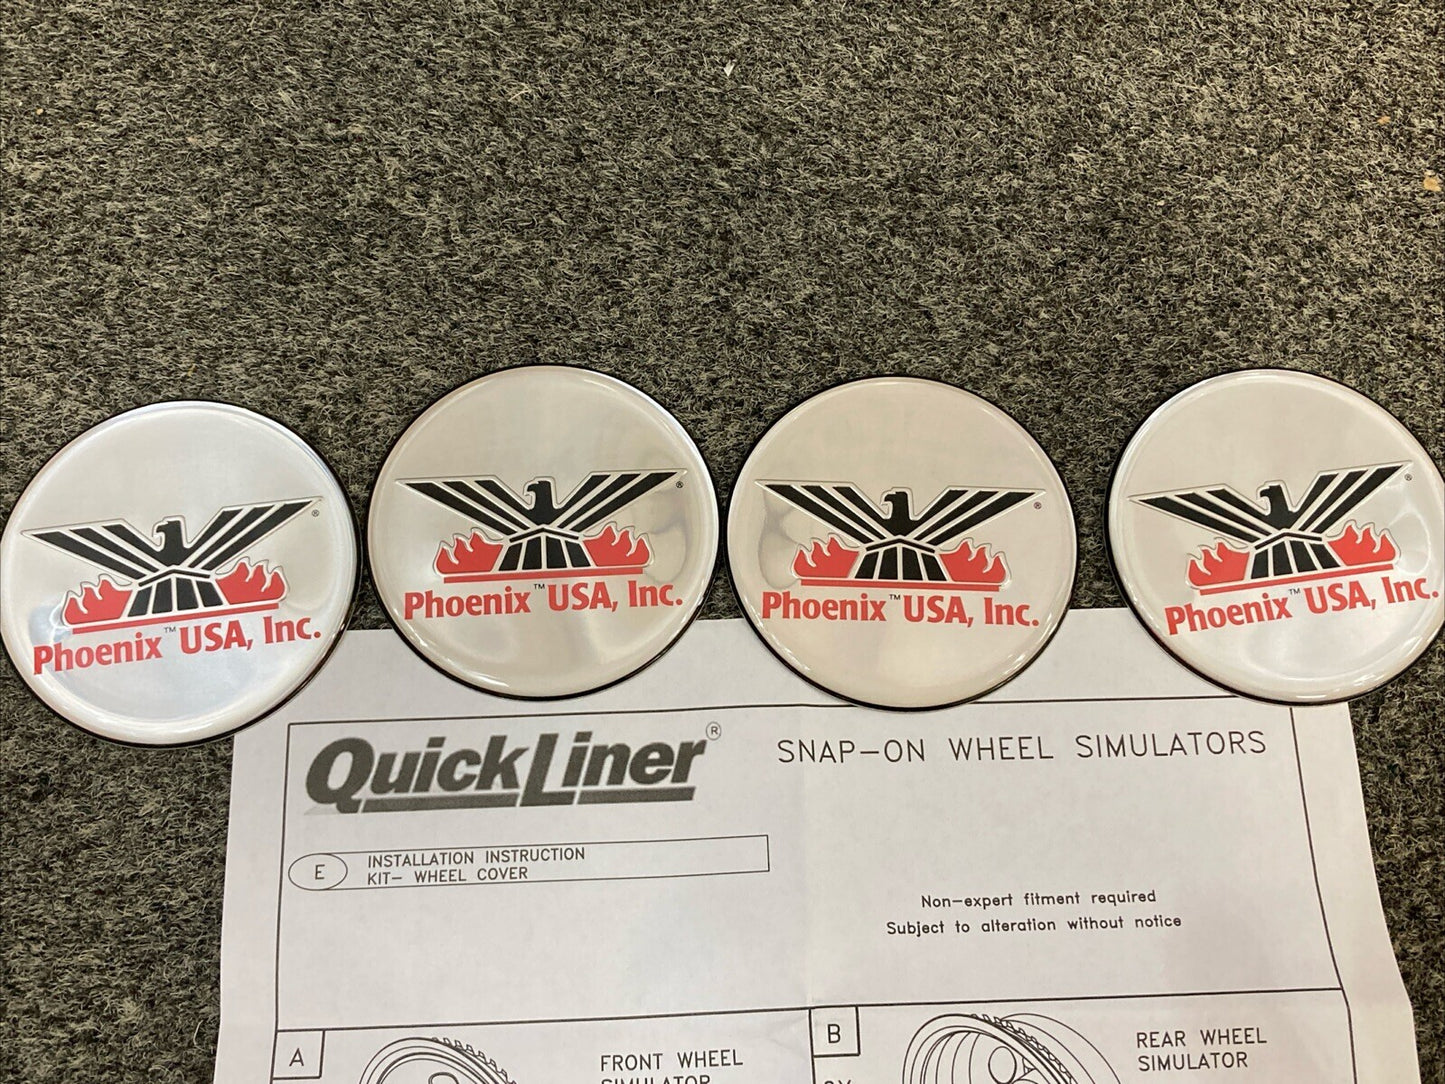 Phoenix™ USA, Inc.
®
Phoenix™ USA, Inc.
®
Phoenix™ USA, Inc.
®
Phoenix™ USA, Inc.
®
QuickLiner®
SNAP-ON WHEEL SIMULATORS
E
INSTALLATION INSTRUCTION
KIT- WHEEL COVER
Non-expert fitment required
Subject to alteration without notice
A
FRONT WHEEL
SIMULATOR
B
REAR WHEEL
SIMULATOR